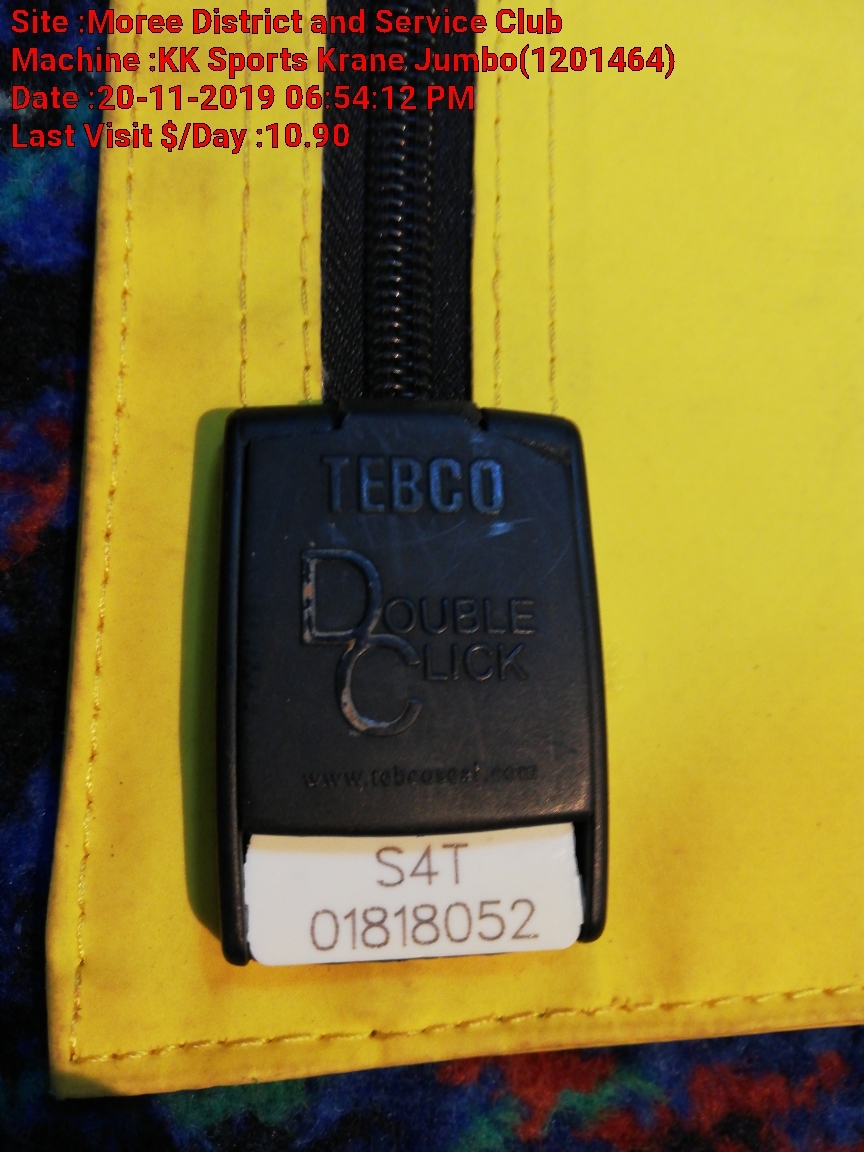 Site :Moree District and Service Club
Machine :KK Sports Krane Jumbo(1201464)
Date :20-11-2019 06:54:12 PM
Last Visit $/Day :10.90
TEBCO
DOUBLE
CLICK
www.tebcoseal.com
S4T
01818052